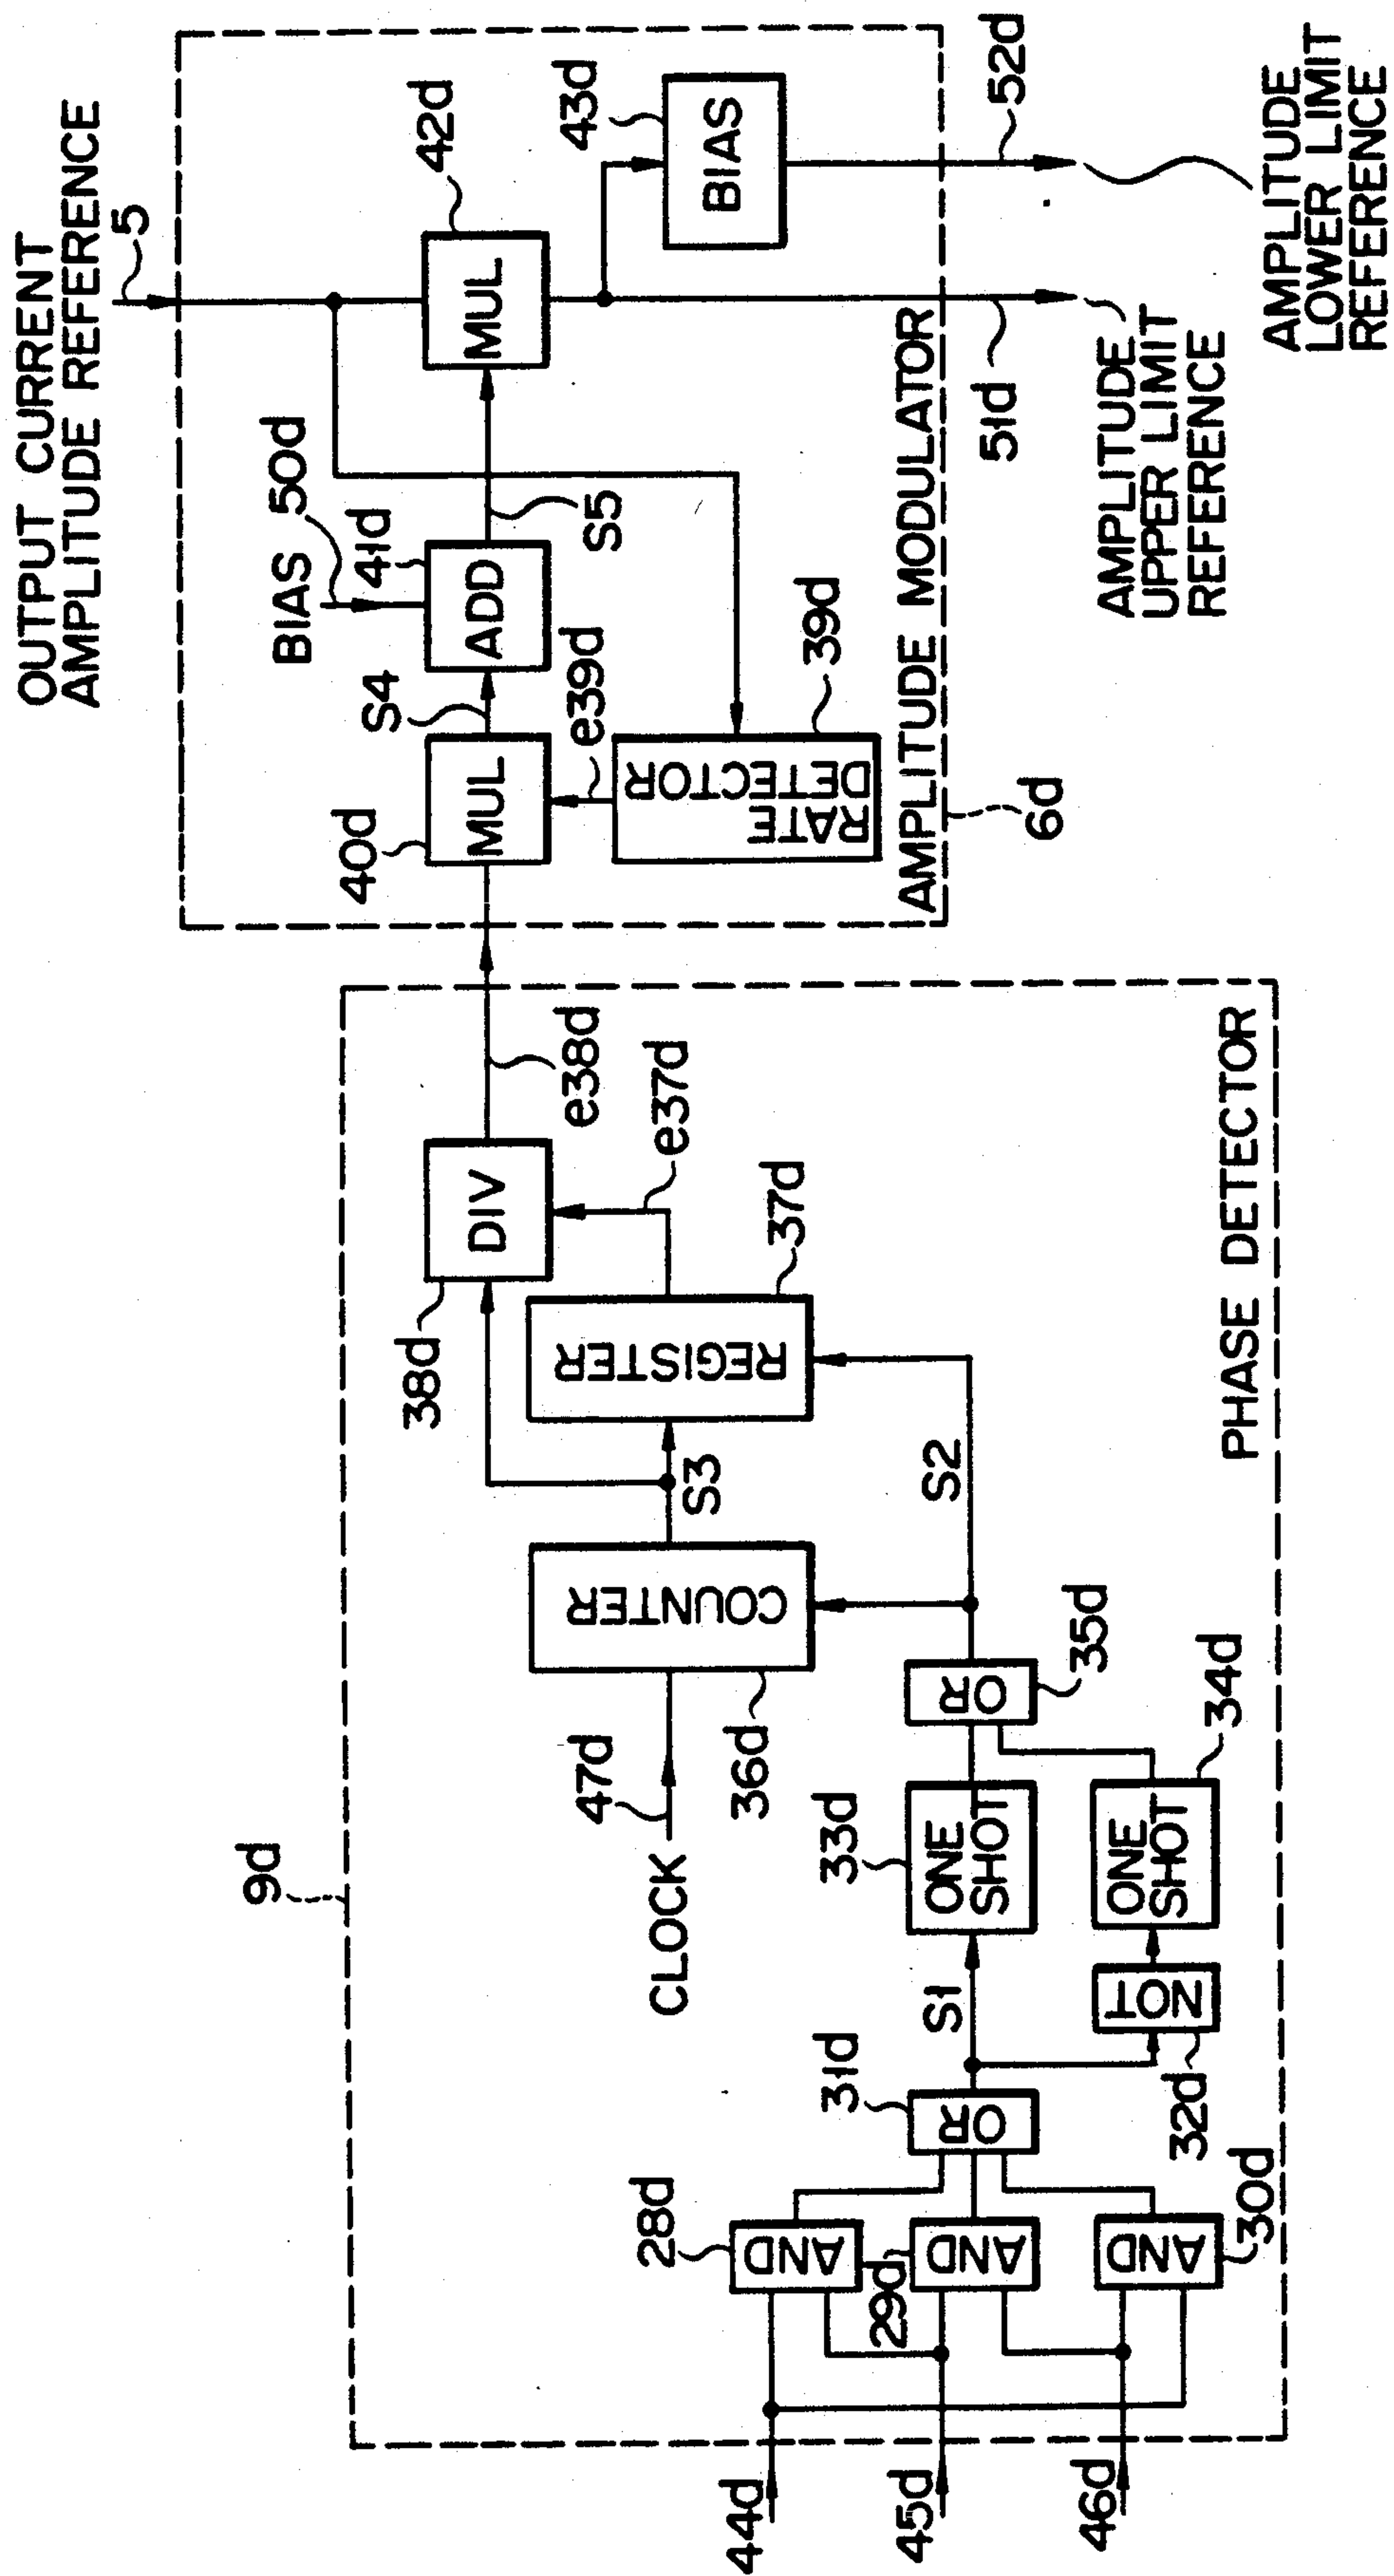 OUTPUT CURRENT
AMPLITUDE REFERENCE
5
BIAS 50d
41d
42d
43d
40d
S4
MUL
ADD
MUL
BIAS
S5
e39d
RATE
DETECTOR
39d
AMPLITUDE MODULATOR
6d
51d
52d
AMPLITUDE
UPPER LIMIT
REFERENCE
AMPLITUDE
LOWER LIMIT
REFERENCE
9d
38d
DIV
e38d
e37d
CLOCK
47d
COUNTER
36d
S3
REGISTER
37d
S2
28d
AND
29d
AND
AND
30d
31d
OR
S1
33d
ONE
SHOT
OR
35d
32d
NOT
ONE
SHOT
34d
44d
45d
46d
PHASE DETECTOR